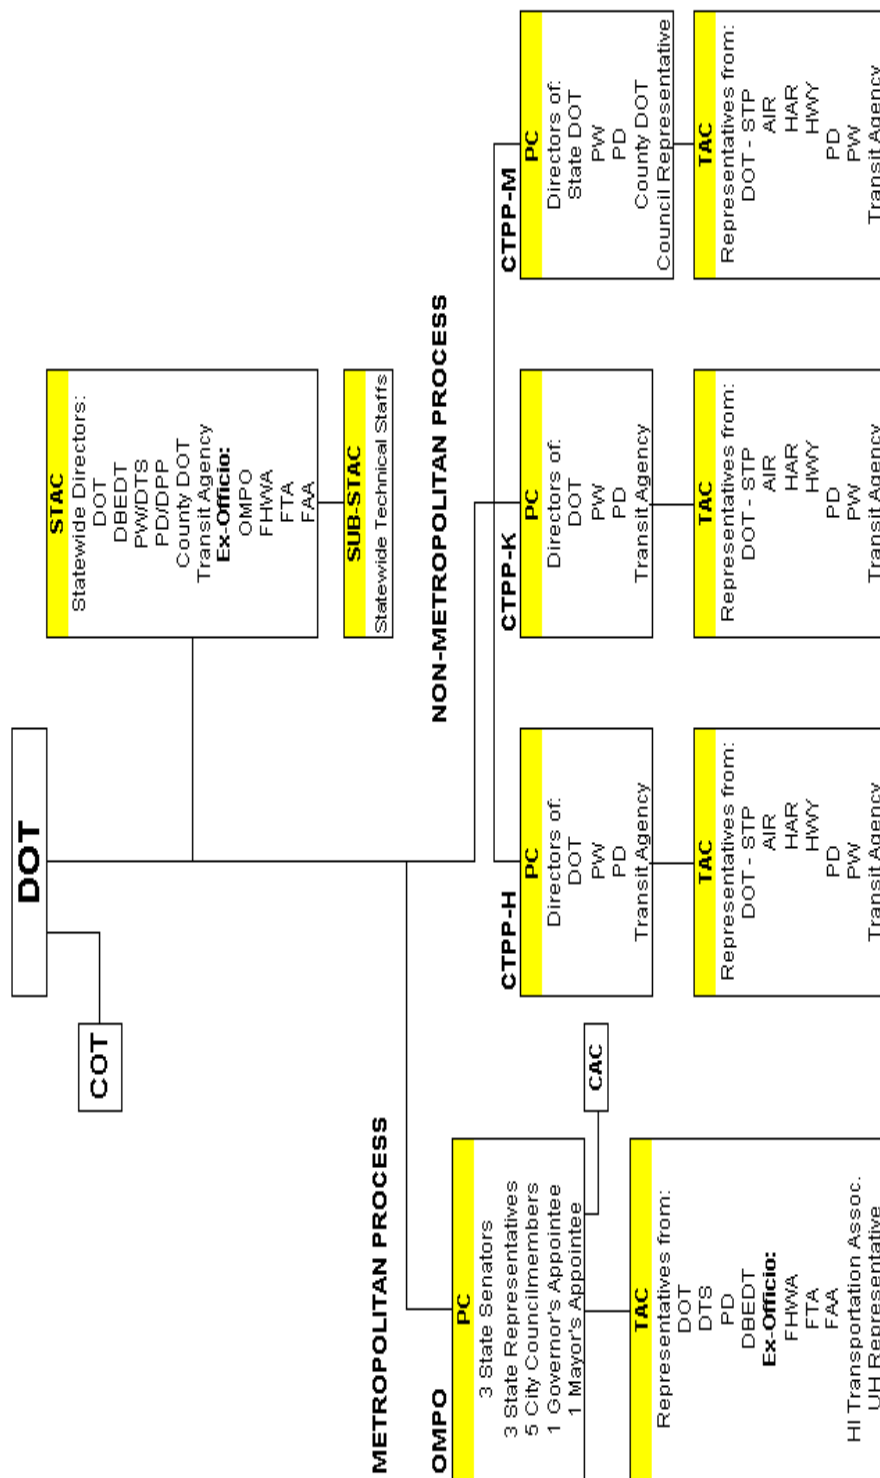 DOT
COT
STAC
Statewide Directors:
DOT
DBEDT
PW/DTS
PD/DPP
County DOT
Transit Agency
Ex-Officio:
OMPO
FHWA
FTA
FAA
SUB-STAC
Statewide Technical Staffs
METROPOLITAN PROCESS
OMPO
PC
3 State Senators
3 State Representatives
5 City Councilmembers
1 Governor's Appointee
1 Mayor's Appointee
CAC
TAC
Representatives from:
DOT
DTS
PD
DBEDT
Ex-Officio:
FHWA
FTA
FAA
HI Transportation Assoc.
UH Representative
NON-METROPOLITAN PROCESS
CTPP-H
PC
Directors of:
DOT
PW
PD
Transit Agency
TAC
Representatives from:
DOT - STP
AIR
HAR
HWY
PD
PW
Transit Agency
CTPP-K
PC
Directors of:
DOT
PW
PD
Transit Agency
TAC
Representatives from:
DOT - STP
AIR
HAR
HWY
PD
PW
Transit Agency
CTPP-M
PC
Directors of:
State DOT
PW
PD
County DOT
Council Representative
TAC
Representatives from:
DOT - STP
AIR
HAR
HWY
PD
PW
Transit Agency